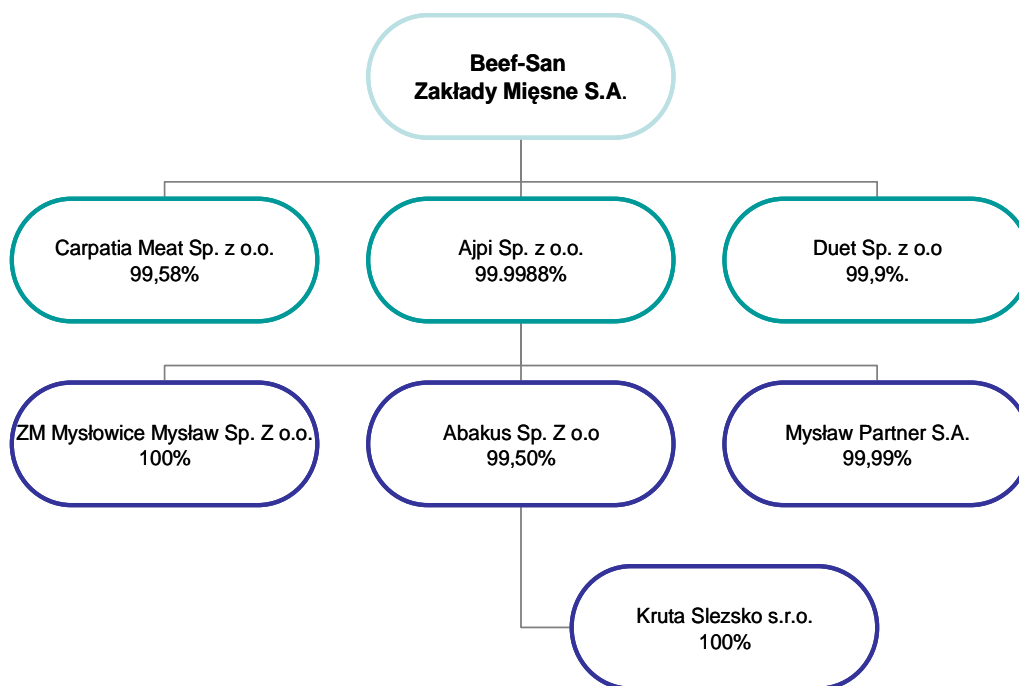 Beef-San
Zakłady Mięsne S.A.
Carpatia Meat Sp. z o.o.
99,58%
Ajpi Sp. z o.o.
99.9988%
Duet Sp. z o.o
99,9%.
ZM Mysłowice Mysław Sp. Z o.o.
100%
Abakus Sp. Z o.o
99,50%
Mysław Partner S.A.
99,99%
Kruta Slezsko s.r.o.
100%